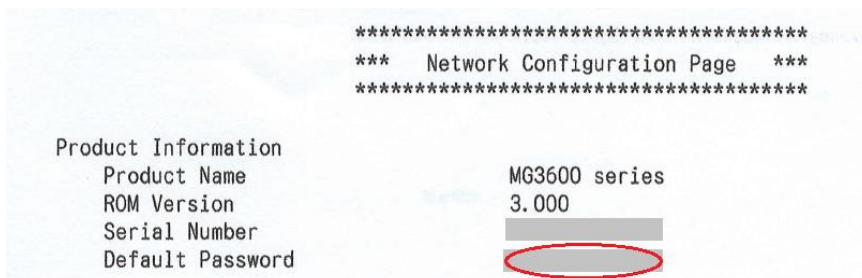 **************************************
***    Network Configuration Page    ***
**************************************
Product Information
Product Name MG3600 series
ROM Version 3.000
Serial Number
Default Password